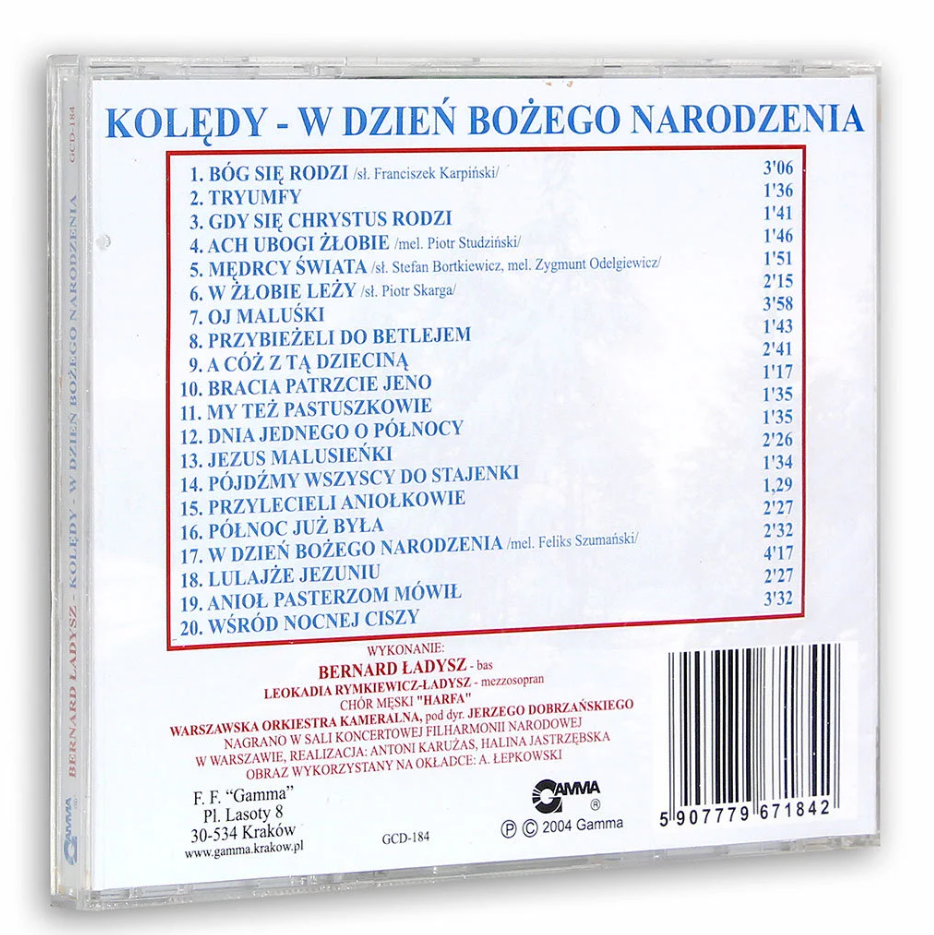 KOLĘDY - W DZIEŃ BOŻEGO NARODZENIA
1. BÓG SIĘ RODZI /sł. Franciszek Karpiński/ 3'06
2. TRYUMFY 1'36
3. GDY SIĘ CHRYSTUS RODZI 1'41
4. ACH UBOGI ŻŁOBIE /mel. Piotr Studziński/ 1'46
5. MĘDRCY ŚWIATA /sł. Stefan Bortkiewicz, mel. Zygmunt Odelgiewicz/ 1'51
6. W ŻŁOBIE LEŻY /sł. Piotr Skarga/ 2'15
7. OJ MALUŚKI 3'58
8. PRZYBIEŻELI DO BETLEJEM 1'43
9. A CÓŻ Z TĄ DZIECINĄ 2'41
10. BRACIA PATRZCIE JENO 1'17
11. MY TEŻ PASTUSZKOWIE 1'35
12. DNIA JEDNEGO O PÓŁNOCY 1'35
13. JEZUS MALUSIEŃKI 2'26
14. PÓJDŹMY WSZYSCY DO STAJENKI 1'34
15. PRZYLECIELI ANIOŁKOWIE 1,29
16. PÓŁNOC JUŻ BYŁA 2'27
17. W DZIEŃ BOŻEGO NARODZENIA /mel. Feliks Szumański/ 2'32
18. LULAJŻE JEZUNIU 4'17
19. ANIOŁ PASTERZOM MÓWIŁ 2'27
20. WŚRÓD NOCNEJ CISZY 3'32
WYKONANIE:
BERNARD ŁADYSZ - bas
LEOKADIA RYMKIEWICZ-ŁADYSZ - mezzosopran
CHÓR MĘSKI "HARFA"
WARSZAWSKA ORKIESTRA KAMERALNA, pod dyr. JERZEGO DOBRZAŃSKIEGO
NAGRANO W SALI KONCERTOWEJ FILHARMONII NARODOWEJ
W WARSZAWIE, REALIZACJA: ANTONI KARUŻAS, HALINA JASTRZĘBSKA
OBRAZ WYKORZYSTANY NA OKŁADCE: A. ŁEPKOWSKI
F. F. “Gamma”
Pl. Lasoty 8
30-534 Kraków
www.gamma.krakow.pl
GCD-184
GAMMA ®
Ⓟ © 2004 Gamma
5 907779 671842
GAMMA BERNARD ŁADYSZ - KOLĘDY - W DZIEŃ BOŻEGO NARODZENIA GCD-184